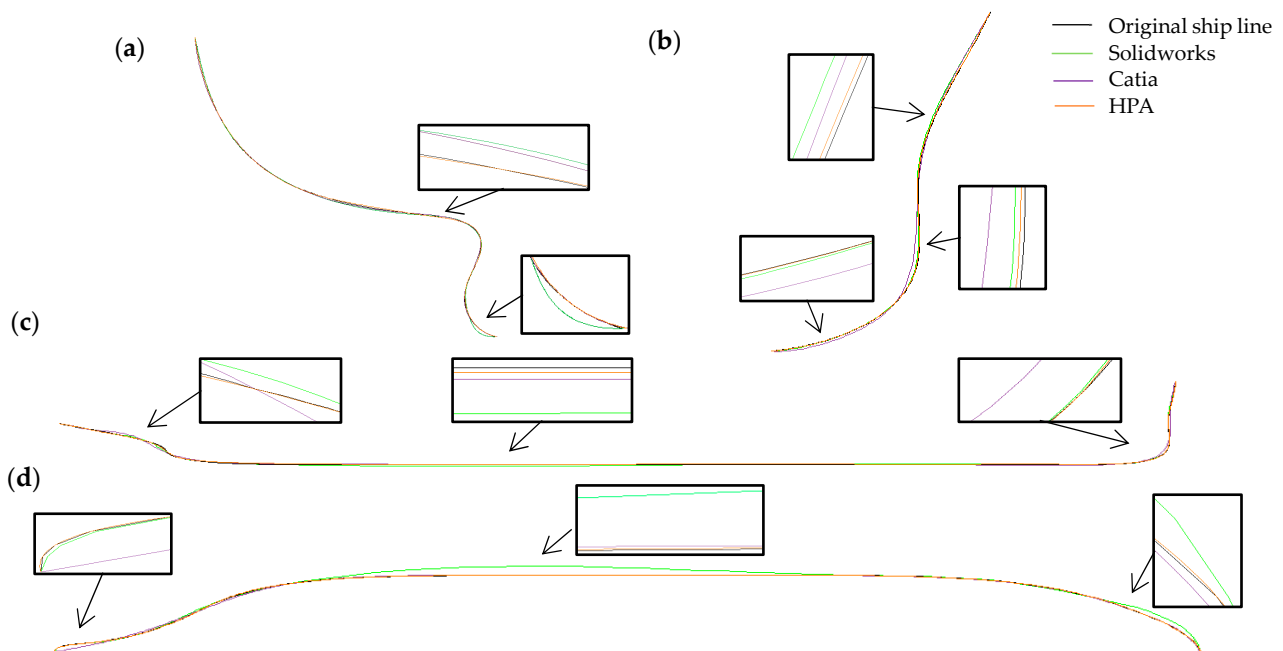 (a)
(b)
Original ship line
Solidworks
Catia
HPA
(c)
(d)